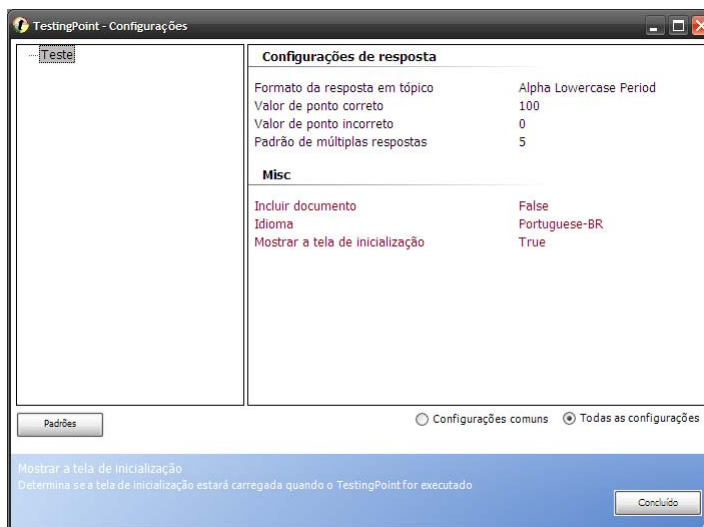 TestingPoint - Configurações
Teste
Configurações de resposta
Formato da resposta em tópico Alpha Lowercase Period
Valor de ponto correto 100
Valor de ponto incorreto 0
Padrão de múltiplas respostas 5
Misc
Incluir documento False
Idioma Portuguese-BR
Mostrar a tela de inicialização True
Padrões
Configurações comuns Todas as configurações
Mostrar a tela de inicialização
Determina se a tela de inicialização estará carregada quando o TestingPoint for executado
Concluído